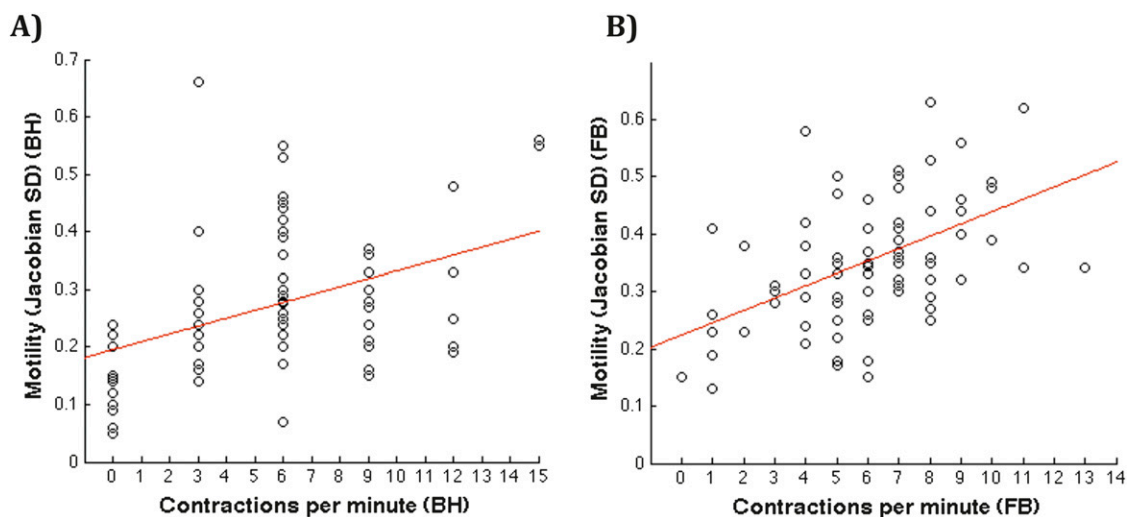 A)
0.7
0.6
0.5
0.4
0.3
0.2
0.1
0
Motility (Jacobian SD) (BH)
0 1 2 3 4 5 6 7 8 9 10 11 12 13 14 15
Contractions per minute (BH)
B)
0.6
0.5
0.4
0.3
0.2
0.1
0
Motility (Jacobian SD) (FB)
0 1 2 3 4 5 6 7 8 9 10 11 12 13 14
Contractions per minute (FB)